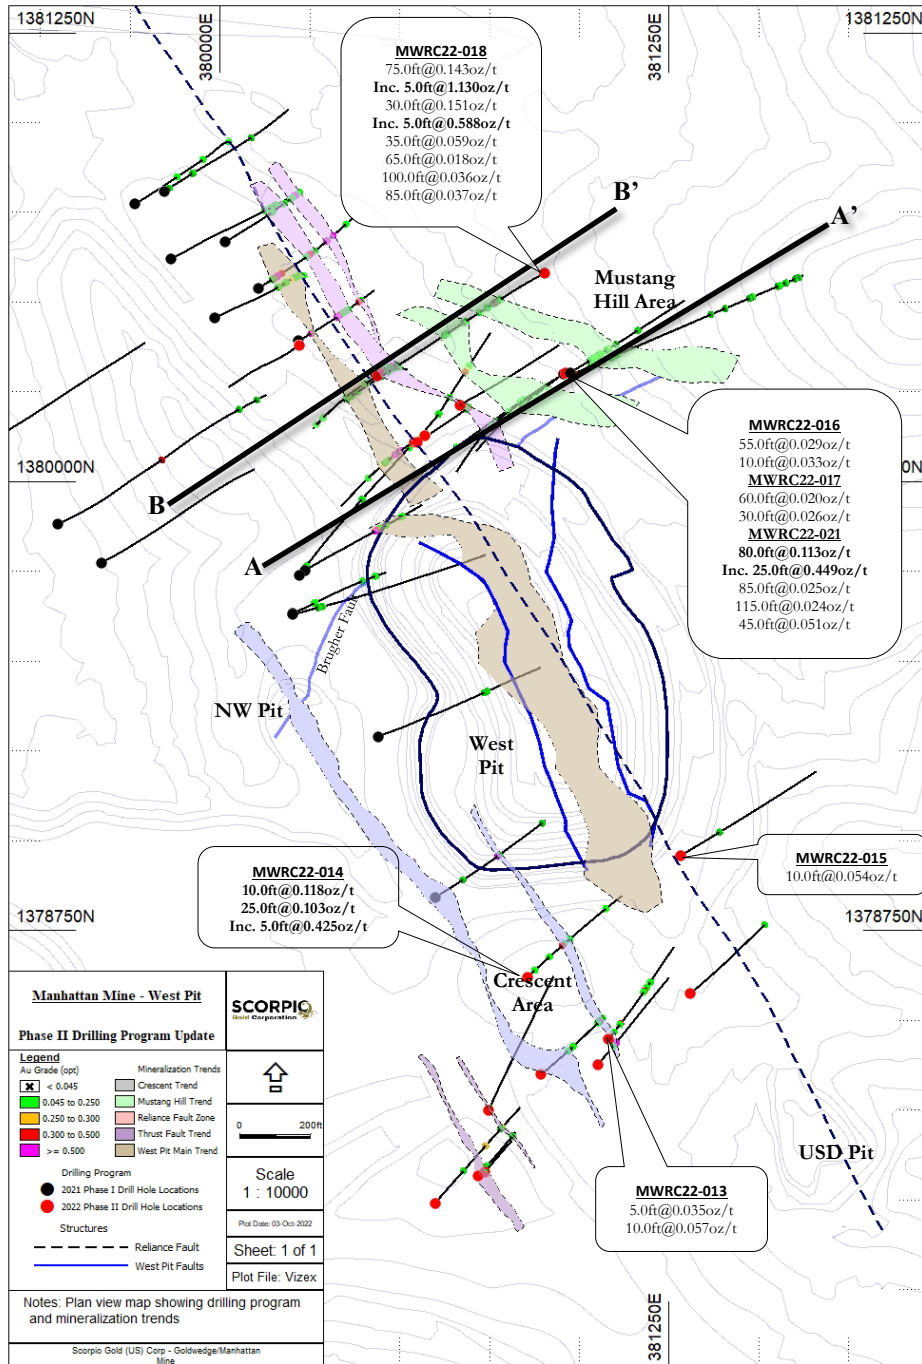 1381250N
380000E
381250E
1381250N
MWRC22-018
75.0ft@0.143oz/t
Inc. 5.0ft@1.130oz/t
30.0ft@0.151oz/t
Inc. 5.0ft@0.588oz/t
35.0ft@0.059oz/t
65.0ft@0.018oz/t
100.0ft@0.036oz/t
85.0ft@0.037oz/t
B'
A'
Mustang
Hill Area
MWRC22-016
55.0ft@0.029oz/t
10.0ft@0.033oz/t
MWRC22-017
60.0ft@0.020oz/t
30.0ft@0.026oz/t
MWRC22-021
80.0ft@0.113oz/t
Inc. 25.0ft@0.449oz/t
85.0ft@0.025oz/t
115.0ft@0.024oz/t
45.0ft@0.051oz/t
1380000N
0N
B
A
Brugher Fault
NW Pit
West
Pit
MWRC22-014
10.0ft@0.118oz/t
25.0ft@0.103oz/t
Inc. 5.0ft@0.425oz/t
MWRC22-015
10.0ft@0.054oz/t
1378750N
1378750N
Crescent
Area
USD Pit
MWRC22-013
5.0ft@0.035oz/t
10.0ft@0.057oz/t
381250E
Manhattan Mine - West Pit
Phase II Drilling Program Update
SCORPIO
Gold Corporation
Legend
Au Grade (opt)
< 0.045
0.045 to 0.250
0.250 to 0.300
0.300 to 0.500
>= 0.500
Mineralization Trends
Crescent Trend
Mustang Hill Trend
Reliance Fault Zone
Thrust Fault Trend
West Pit Main Trend
Drilling Program
2021 Phase I Drill Hole Locations
2022 Phase II Drill Hole Locations
Structures
Reliance Fault
West Pit Faults
0 200ft
Scale
1 : 10000
Plot Date: 03-Oct-2022
Sheet: 1 of 1
Plot File: Vizex
Notes: Plan view map showing drilling program
and mineralization trends
Scorpio Gold (US) Corp - Goldwedge/Manhattan
Mine